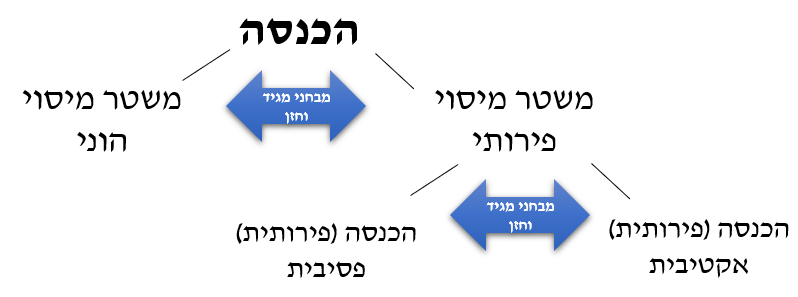 הכנסה
משטר מיסוי
פירותי
מבחני מגיד
וחזן
משטר מיסוי
הוני
הכנסה (פירותית)
אקטיבית
מבחני מגיד
וחזן
הכנסה (פירותית)
פסיבית